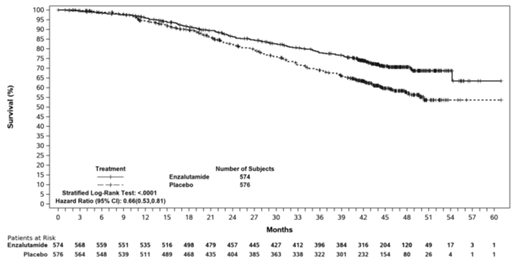 100
95
90
85
80
75
70
65
60
55
50
45
40
35
30
25
20
15
10
5
0
Survival (%)
Treatment Number of Subjects
Enzalutamide 574
Placebo 576
Stratified Log-Rank Test: <.0001
Hazard Ratio (95% CI): 0.66(0.53,0.81)
0 3 6 9 12 15 18 21 24 27 30 33 36 39 42 45 48 51 54 57 60
Months
Patients at Risk
Enzalutamide 574 568 559 551 535 516 498 479 457 445 427 412 396 384 316 204 120 49 17 3 1
Placebo 576 564 548 539 511 489 468 435 404 385 363 338 322 301 232 154 80 26 4 1 1